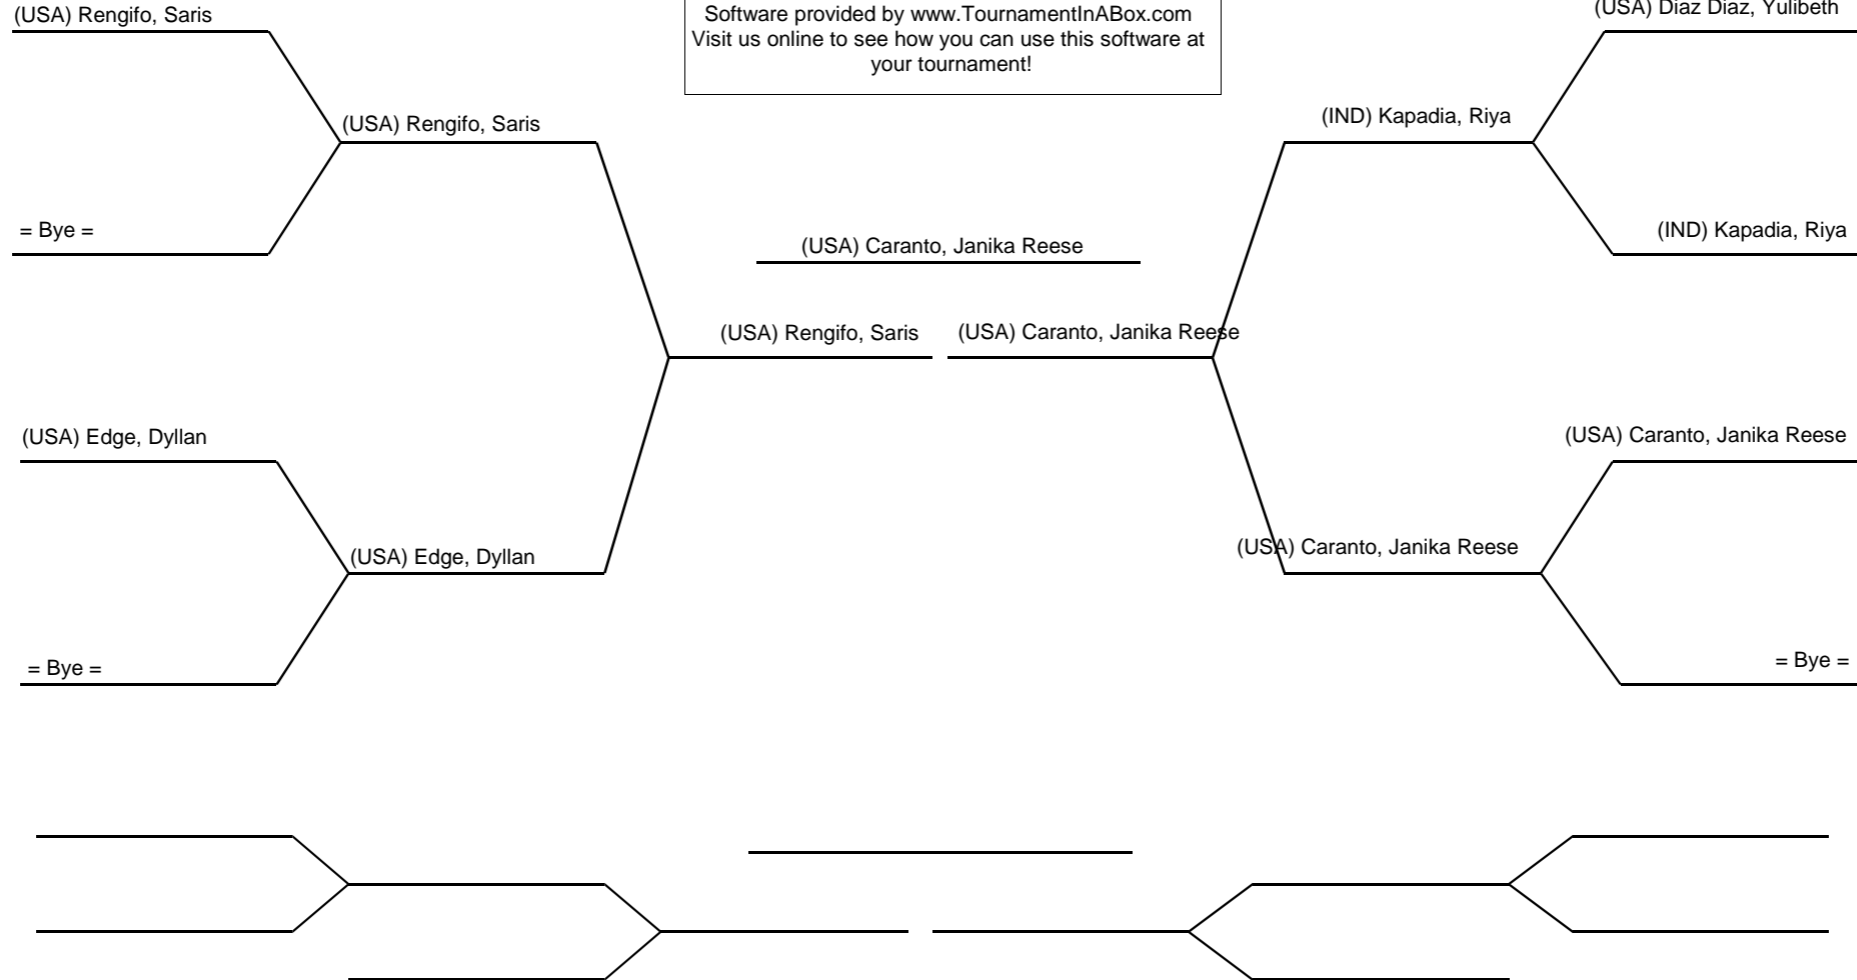 (USA) Rengifo, Saris
Software provided by www.TournamentInABox.com
Visit us online to see how you can use this software at
your tournament!
(USA) Diaz Diaz, Yulibeth
(USA) Rengifo, Saris
(IND) Kapadia, Riya
= Bye =
(IND) Kapadia, Riya
(USA) Caranto, Janika Reese
(USA) Rengifo, Saris
(USA) Caranto, Janika Reese
(USA) Edge, Dyllan
(USA) Caranto, Janika Reese
(USA) Edge, Dyllan
(USA) Caranto, Janika Reese
= Bye =
= Bye =